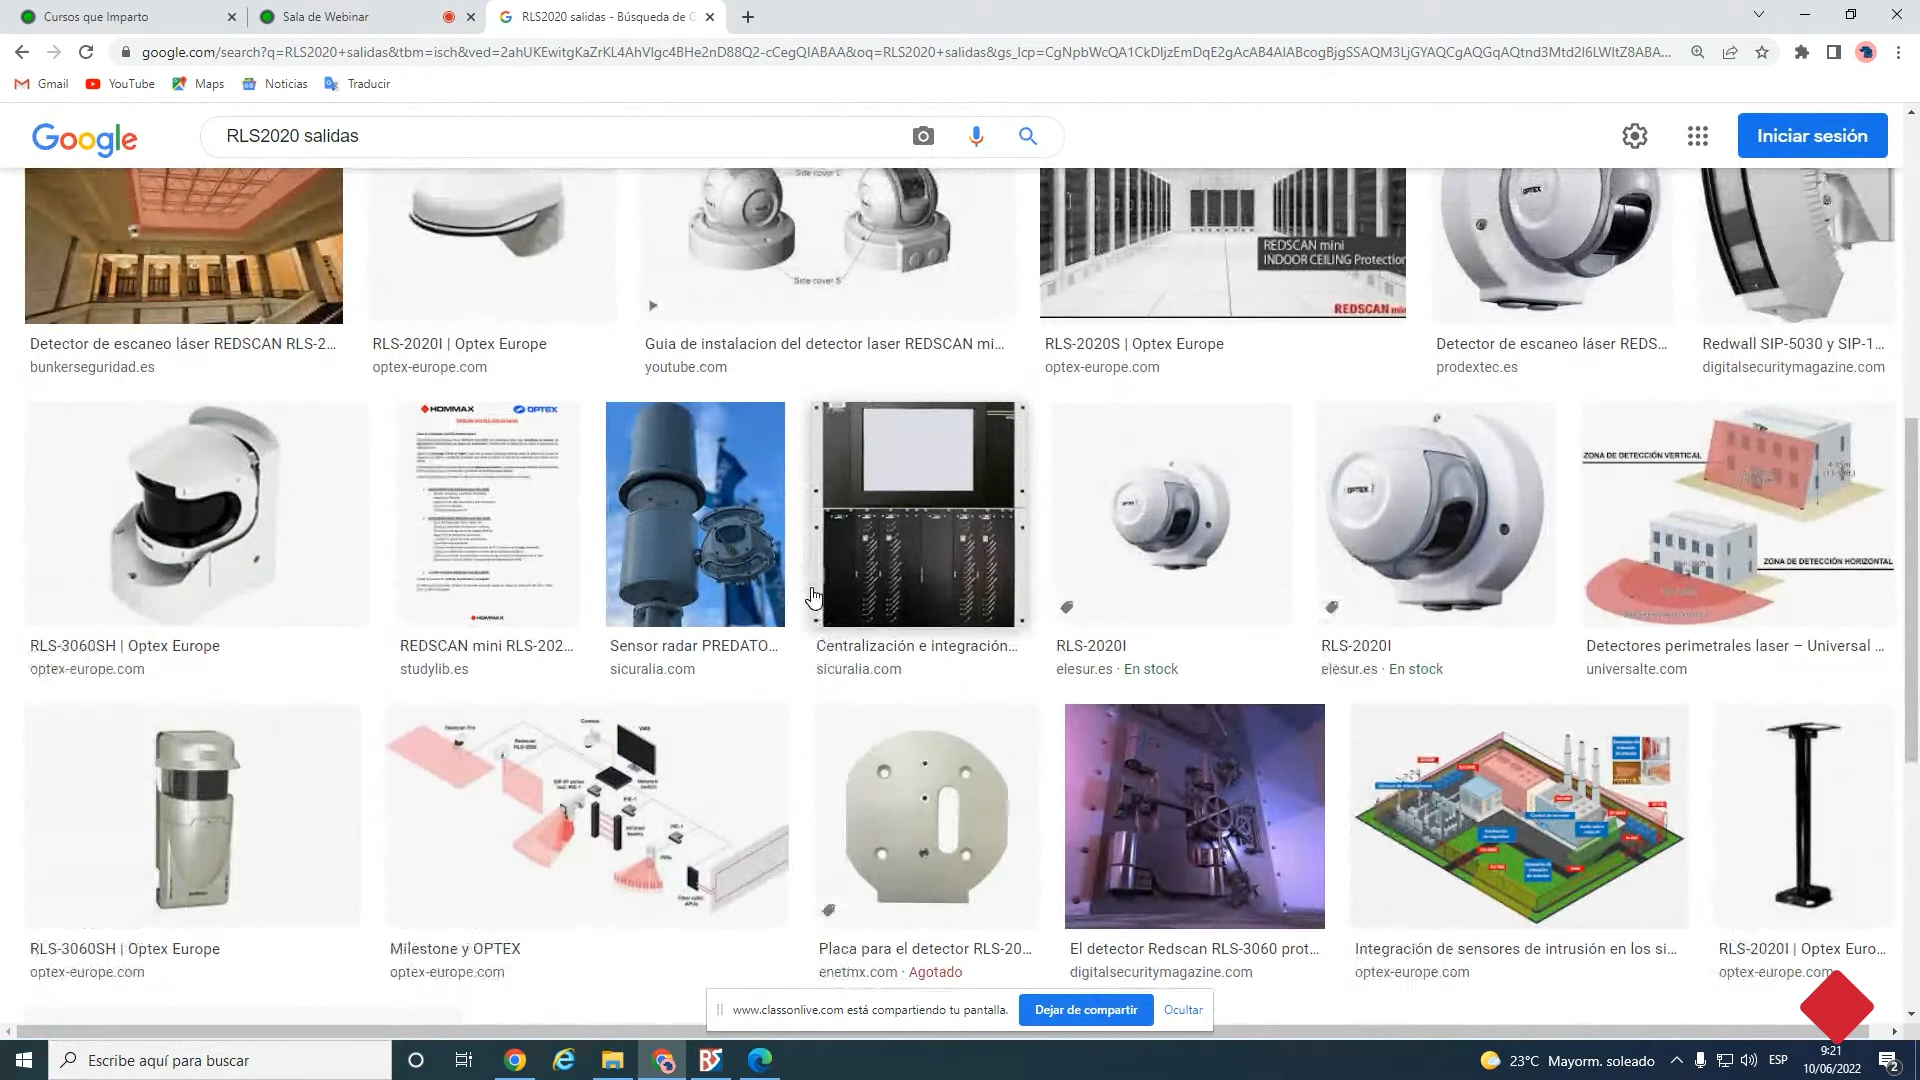 Cursos que Imparto
Sala de Webinar
RLS2020 salidas - Búsqueda de G
google.com/search?q=RLS2020+salidas&tbm=isch&ved=2ahUKEwitgKaZrKL4AhVIgc4BHe2nD88Q2-cCegQIABAA&oq=RLS2020+salidas&gs_lcp=CgNpbWcQA1CkDljzEmDqE2gAcAB4AIABcogBjgSSAQM3LjGYAQCgAQGqAQtnd3Mtd2l6LWltZ8ABA...
Gmail
YouTube
Maps
Noticias
Traducir
Google
RLS2020 salidas
Iniciar sesión
Side cover S
OPTEX
REDSCAN mini
INDOOR CEILING Protection
REDSCAN mini
Detector de escaneo láser REDSCAN RLS-2...
bunkerseguridad.es
RLS-2020I | Optex Europe
optex-europe.com
Guia de instalacion del detector laser REDSCAN mi...
youtube.com
RLS-2020S | Optex Europe
optex-europe.com
Detector de escaneo láser REDS...
prodextec.es
Redwall SIP-5030 y SIP-1...
digitalsecuritymagazine.com
HOMMAX
OPTEX
HOMMAX
OPTEX
ZONA DE DETECCIÓN VERTICAL
ZONA DE DETECCIÓN HORIZONTAL
RLS-3060SH | Optex Europe
optex-europe.com
REDSCAN mini RLS-202...
studylib.es
Sensor radar PREDATO...
sicuralia.com
Centralización e integración...
sicuralia.com
RLS-2020I
elesur.es · En stock
RLS-2020I
elesur.es · En stock
Detectores perimetrales laser – Universal ...
universalte.com
RLS-3060SH | Optex Europe
optex-europe.com
Milestone y OPTEX
optex-europe.com
Placa para el detector RLS-20...
enetmx.com · Agotado
El detector Redscan RLS-3060 prot...
digitalsecuritymagazine.com
Integración de sensores de intrusión en los si...
optex-europe.com
RLS-2020I | Optex Euro...
optex-europe.com
www.classonlive.com está compartiendo tu pantalla.
Dejar de compartir
Ocultar
Escribe aquí para buscar
23°C Mayorm. soleado
ESP
9:21
10/06/2022
2